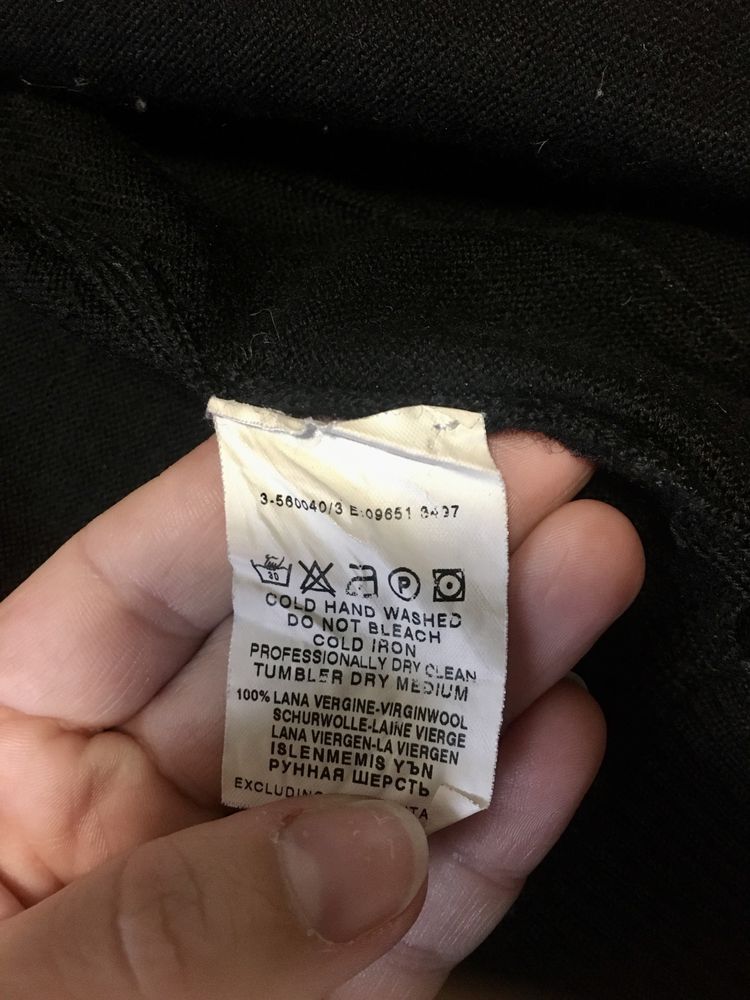 3-560040/3 E:09651 3497
30 a P
COLD HAND WASHED
DO NOT BLEACH
COLD IRON
PROFESSIONALLY DRY CLEAN
TUMBLER DRY MEDIUM
100% LANA VERGINE-VIRGINWOOL
SCHURWOLLE-LAINE VIERGE
LANA VIERGEN-LA VIERGEN
ISLENMEMIS YЪN
РУННАЯ ШЕРСТЬ